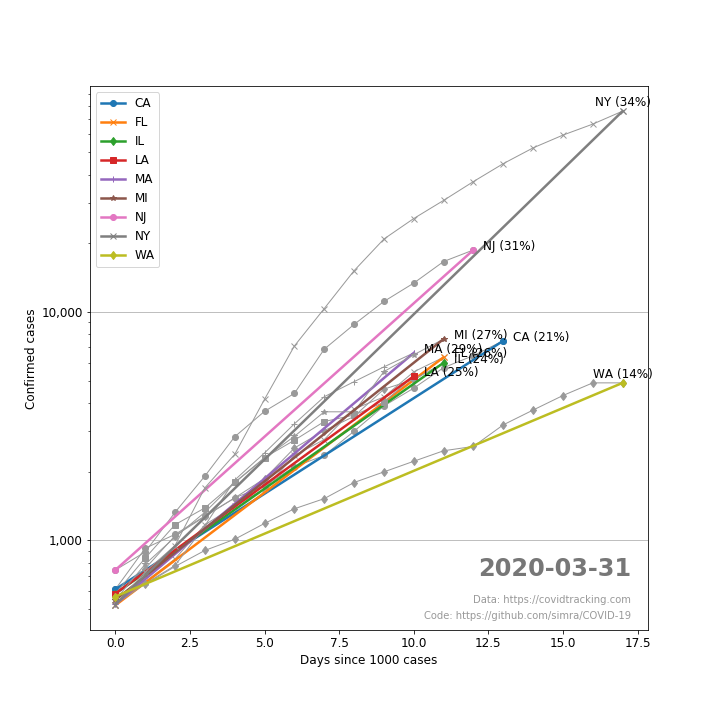 CA
FL
IL
LA
MA
MI
NJ
NY
WA
NY (34%)
NJ (31%)
MI (27%)
CA (21%)
MA (29%)
IL (24%)
LA (25%)
WA (14%)
10,000
1,000
Confirmed cases
2020-03-31
Data: https://covidtracking.com
Code: https://github.com/simra/COVID-19
0.0 2.5 5.0 7.5 10.0 12.5 15.0 17.5
Days since 1000 cases